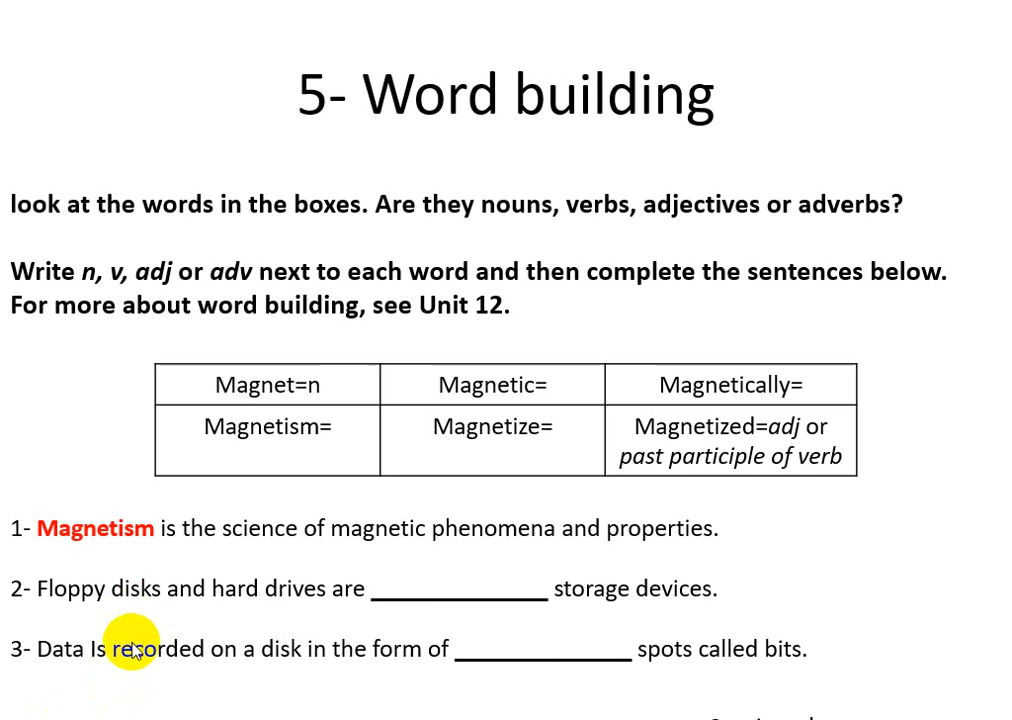 5- Word building
look at the words in the boxes. Are they nouns, verbs, adjectives or adverbs?
Write n, v, adj or adv next to each word and then complete the sentences below.
For more about word building, see Unit 12.
Magnet=n Magnetic= Magnetically=
Magnetism= Magnetize= Magnetized=adj or
past participle of verb
1- Magnetism is the science of magnetic phenomena and properties.
2- Floppy disks and hard drives are ______________ storage devices.
3- Data Is recorded on a disk in the form of ______________ spots called bits.